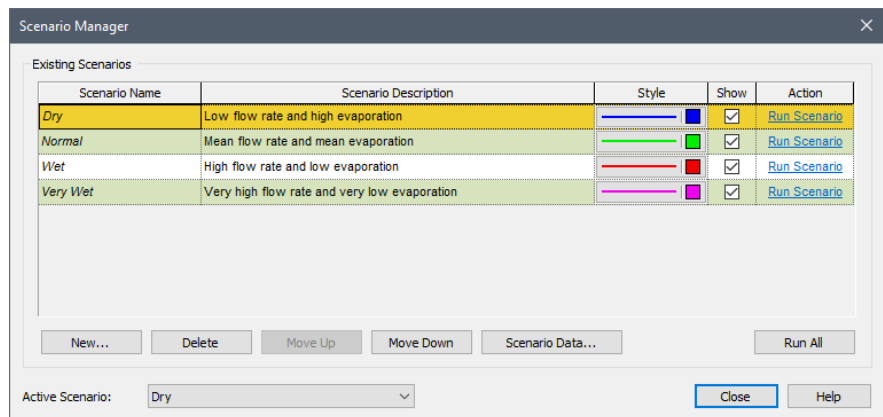 Scenario Manager
Existing Scenarios
Scenario Name Scenario Description Style Show Action
Dry Low flow rate and high evaporation Run Scenario
Normal Mean flow rate and mean evaporation Run Scenario
Wet High flow rate and low evaporation Run Scenario
Very Wet Very high flow rate and very low evaporation Run Scenario
New... Delete Move Up Move Down Scenario Data... Run All
Active Scenario: Dry Close Help